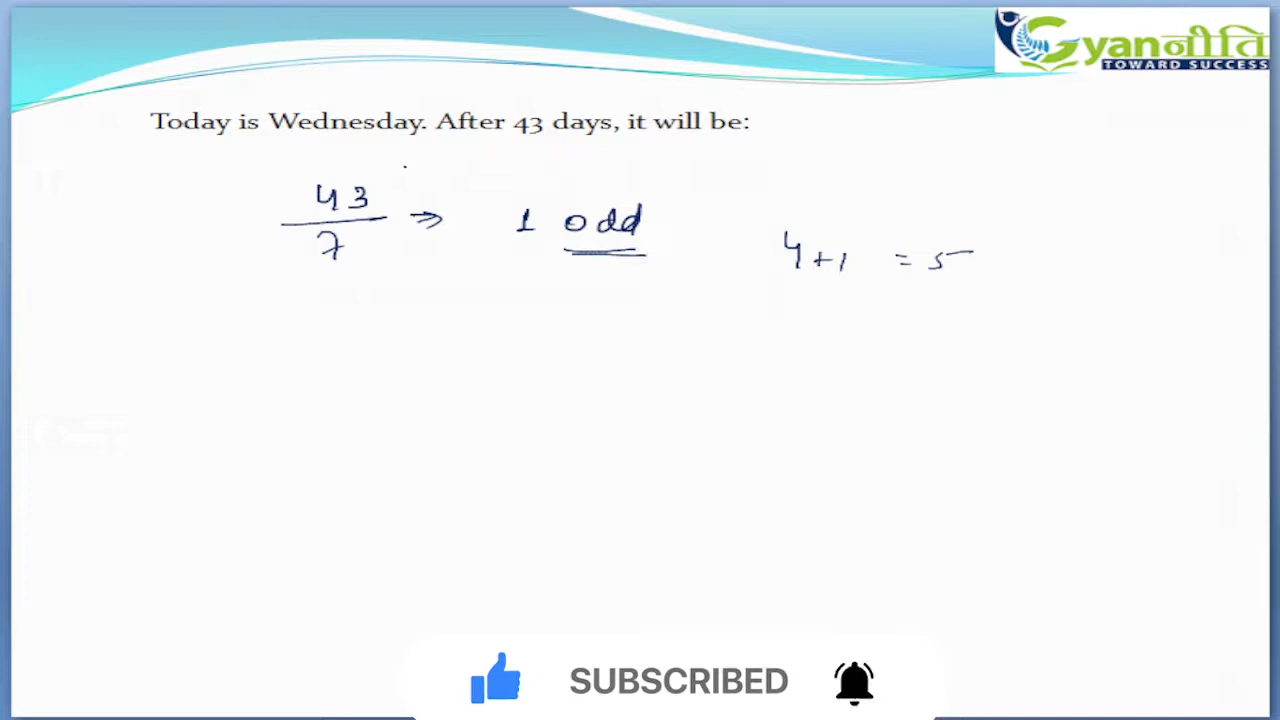 Gyanनीति
TOWARD SUCCESS
Today is Wednesday. After 43 days, it will be:
43
7
⇒ 1 odd
4+1 = 5
SUBSCRIBED